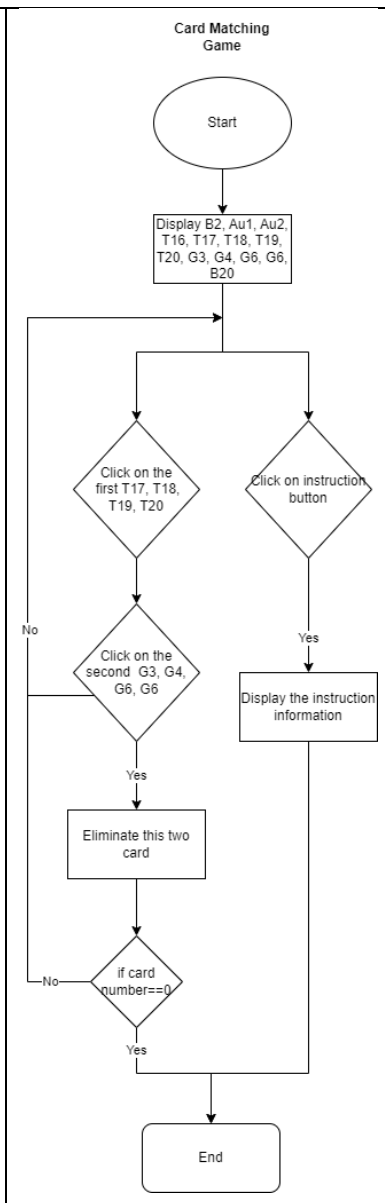 Card Matching
Game
Start
Display B2, Au1, Au2,
T16, T17, T18, T19,
T20, G3, G4, G6, G6,
B20
Click on the
first T17, T18,
T19, T20
Click on instruction
button
No
Click on the
second G3, G4,
G6, G6
Yes
Display the instruction
information
Yes
Eliminate this two
card
if card
number==0
No
Yes
End